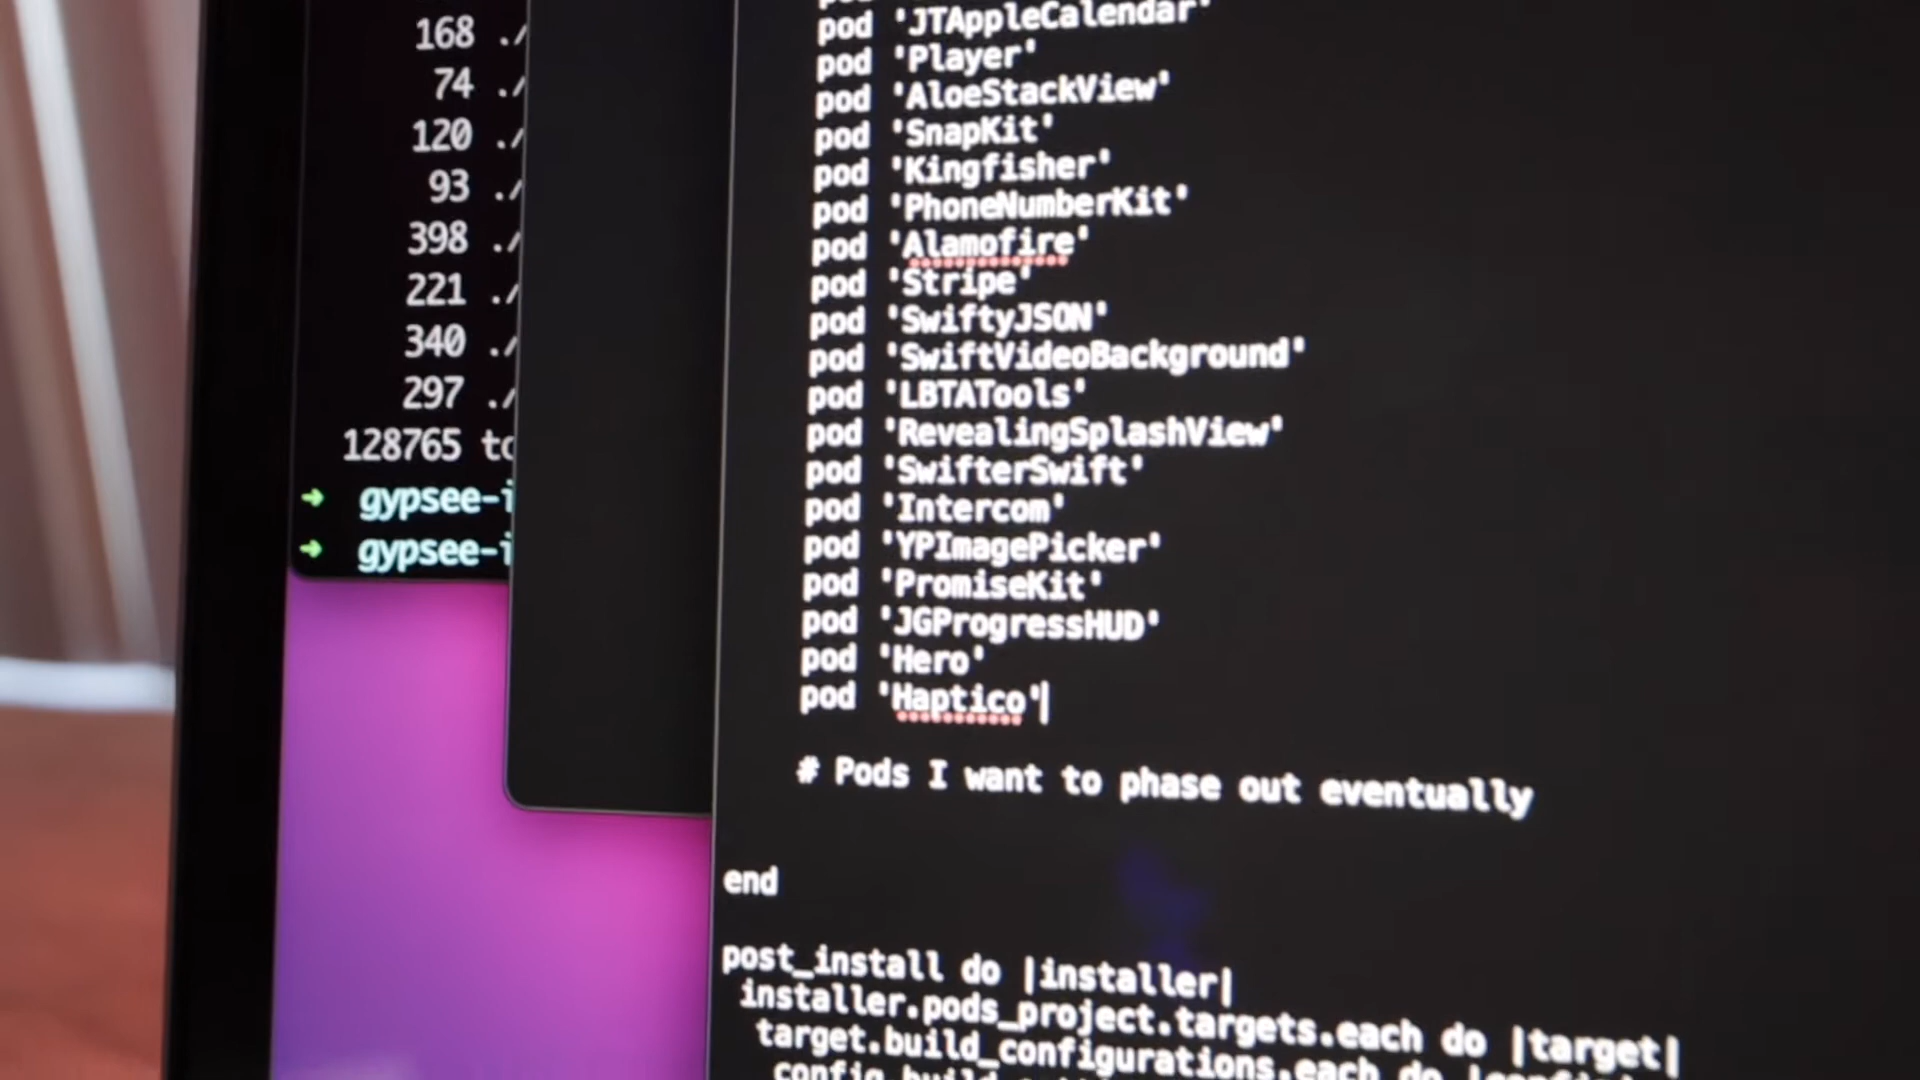 168 ./
74 ./
120 ./
93 ./
398 ./
221 ./
340 ./
297 ./
128765
➜ gypsee-i
➜ gypsee-i
pod 'JTAppleCalendar'
pod 'Player'
pod 'AloeStackView'
pod 'SnapKit'
pod 'Kingfisher'
pod 'PhoneNumberKit'
pod 'Alamofire'
pod 'Stripe'
pod 'SwiftyJSON'
pod 'SwiftVideoBackground'
pod 'LBTATools'
pod 'RevealingSplashView'
pod 'SwifterSwift'
pod 'Intercom'
pod 'YPImagePicker'
pod 'PromiseKit'
pod 'JGProgressHUD'
pod 'Hero'
pod 'Haptico'
# Pods I want to phase out eventually
end
post_install do |installer|
installer.pods_project.targets.each do |target|
target.build_configurations.each do